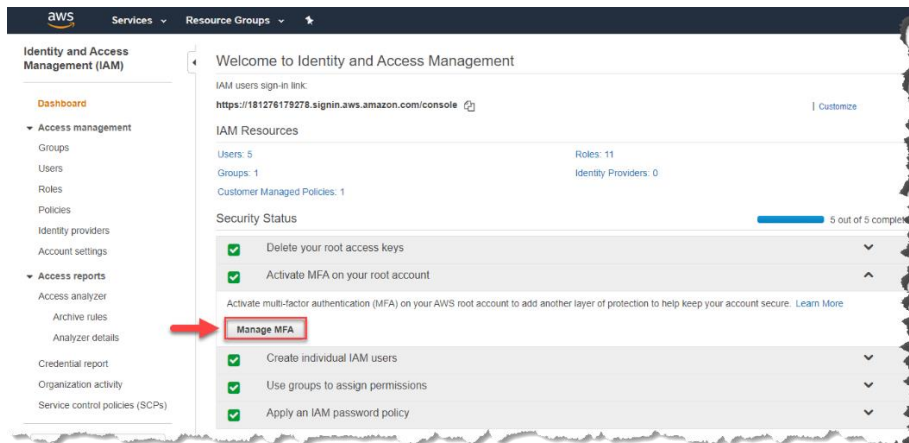 aws Services Resource Groups
Identity and Access
Management (IAM)
Dashboard
Access management
Groups
Users
Roles
Policies
Identity providers
Account settings
Access reports
Access analyzer
Archive rules
Analyzer details
Credential report
Organization activity
Service control policies (SCPs)
Welcome to Identity and Access Management
IAM users sign-in link:
https://181276179278.signin.aws.amazon.com/console | Customize
IAM Resources
Users: 5 Roles: 11
Groups: 1 Identity Providers: 0
Customer Managed Policies: 1
Security Status 5 out of 5 complet
Delete your root access keys
Activate MFA on your root account
Activate multi-factor authentication (MFA) on your AWS root account to add another layer of protection to help keep your account secure. Learn More
Manage MFA
Create individual IAM users
Use groups to assign permissions
Apply an IAM password policy